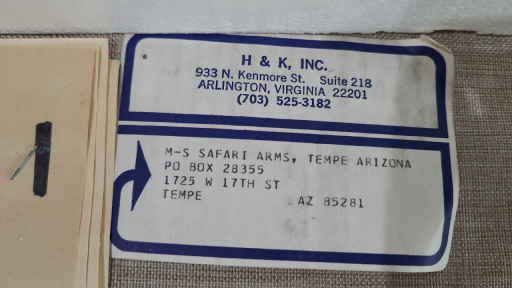 H & K, INC.
933 N. Kenmore St. Suite 218
ARLINGTON, VIRGINIA 22201
(703) 525-3182
M-S SAFARI ARMS, TEMPE ARIZONA
PO BOX 28355
1725 W 17TH ST
TEMPE AZ 85281